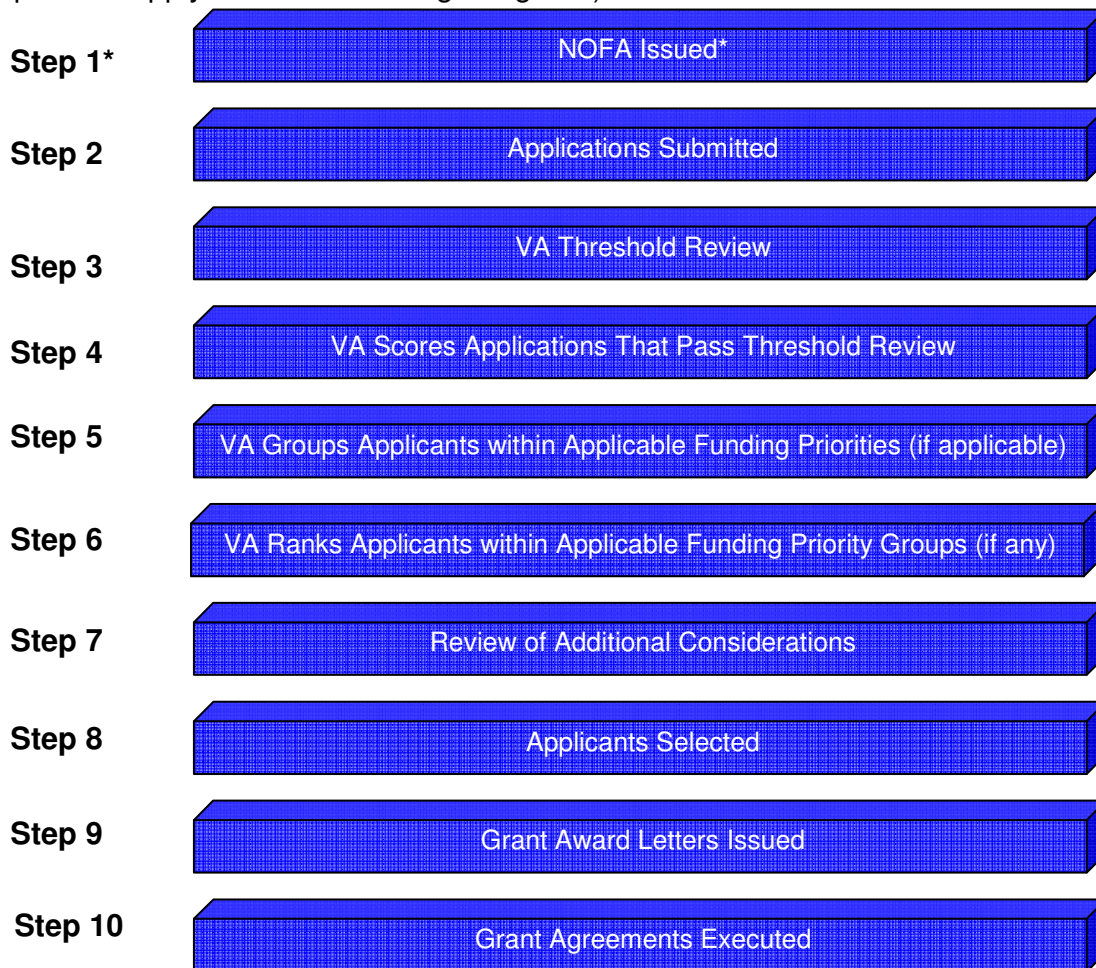 Step 1* NOFA Issued*
Step 2 Applications Submitted
Step 3 VA Threshold Review
Step 4 VA Scores Applications That Pass Threshold Review
Step 5 VA Groups Applicants within Applicable Funding Priorities (if applicable)
Step 6 VA Ranks Applicants within Applicable Funding Priority Groups (if any)
Step 7 Review of Additional Considerations
Step 8 Applicants Selected
Step 9 Grant Award Letters Issued
Step 10 Grant Agreements Executed